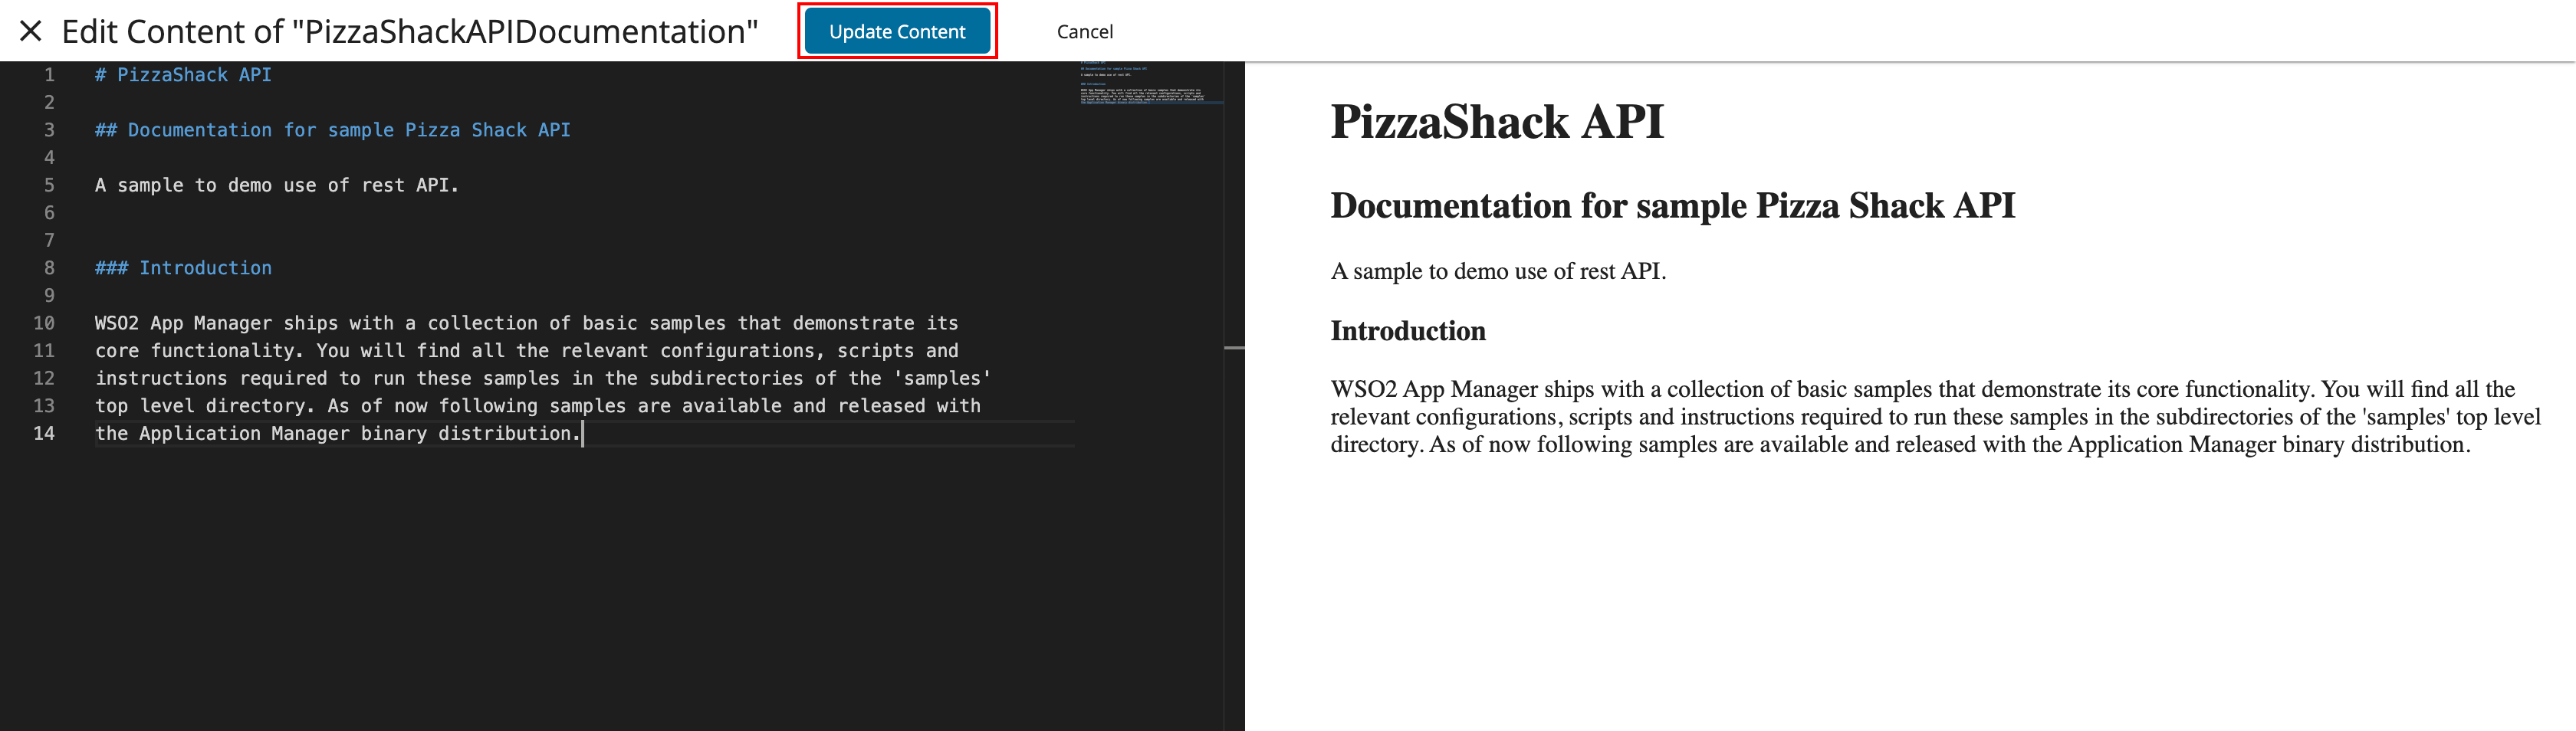 Edit Content of "PizzaShackAPIDocumentation" Update Content Cancel
1 # PizzaShack API
2
3 ## Documentation for sample Pizza Shack API
4
5 A sample to demo use of rest API.
6
7
8 ### Introduction
9
10 WSO2 App Manager ships with a collection of basic samples that demonstrate its
11 core functionality. You will find all the relevant configurations, scripts and
12 instructions required to run these samples in the subdirectories of the 'samples'
13 top level directory. As of now following samples are available and released with
14 the Application Manager binary distribution.
PizzaShack API
Documentation for sample Pizza Shack API
A sample to demo use of rest API.
Introduction
WSO2 App Manager ships with a collection of basic samples that demonstrate its core functionality. You will find all the
relevant configurations, scripts and instructions required to run these samples in the subdirectories of the 'samples' top level
directory. As of now following samples are available and released with the Application Manager binary distribution.